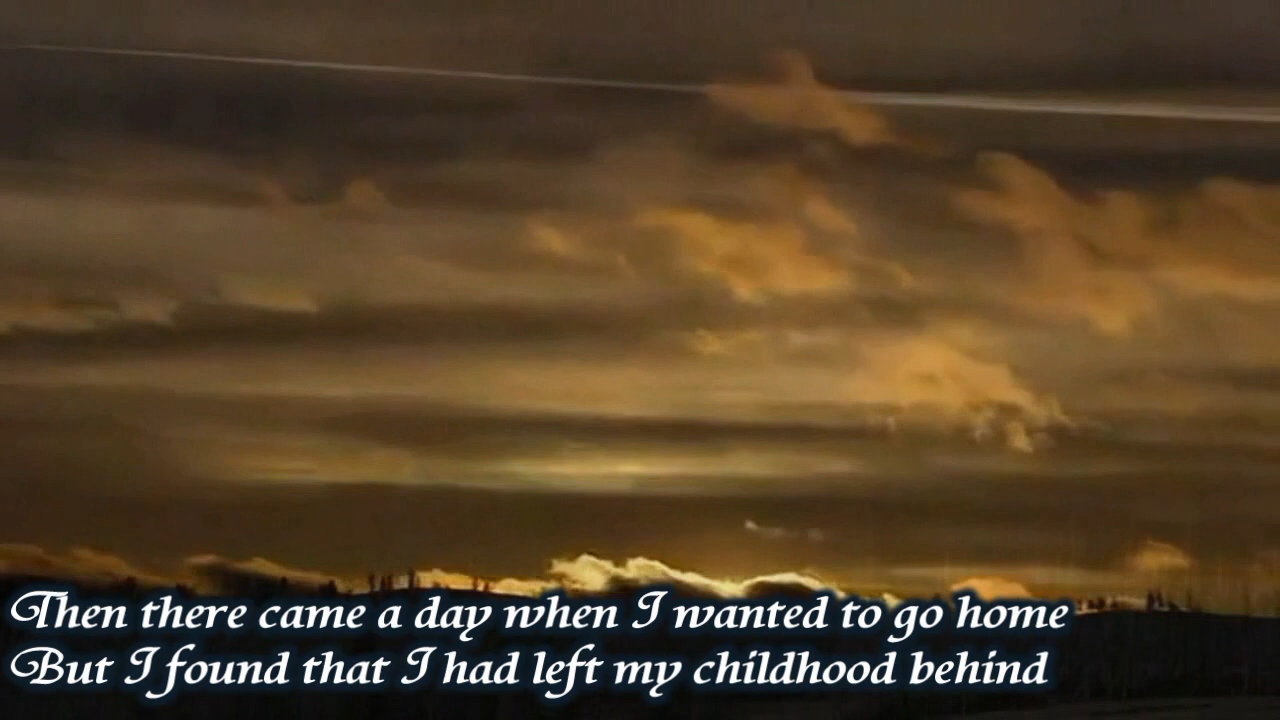 Then there came a day when I wanted to go home
But I found that I had left my childhood behind